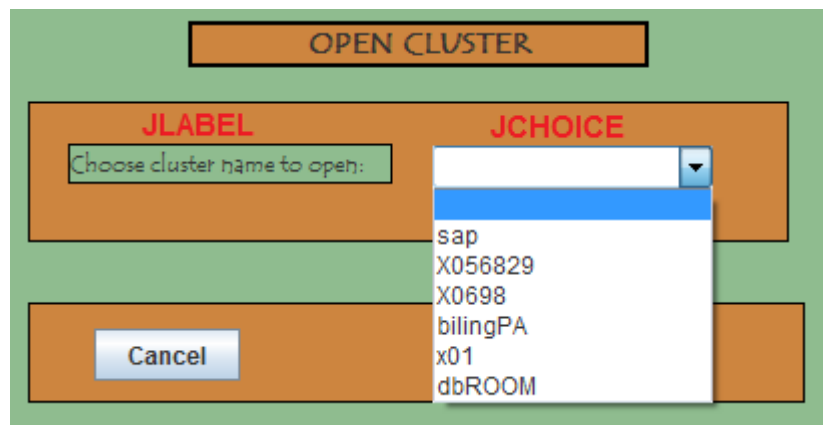 OPEN CLUSTER
JLABEL
JCHOICE
Choose cluster name to open:
sap
X056829
X0698
bilingPA
x01
dbROOM
Cancel